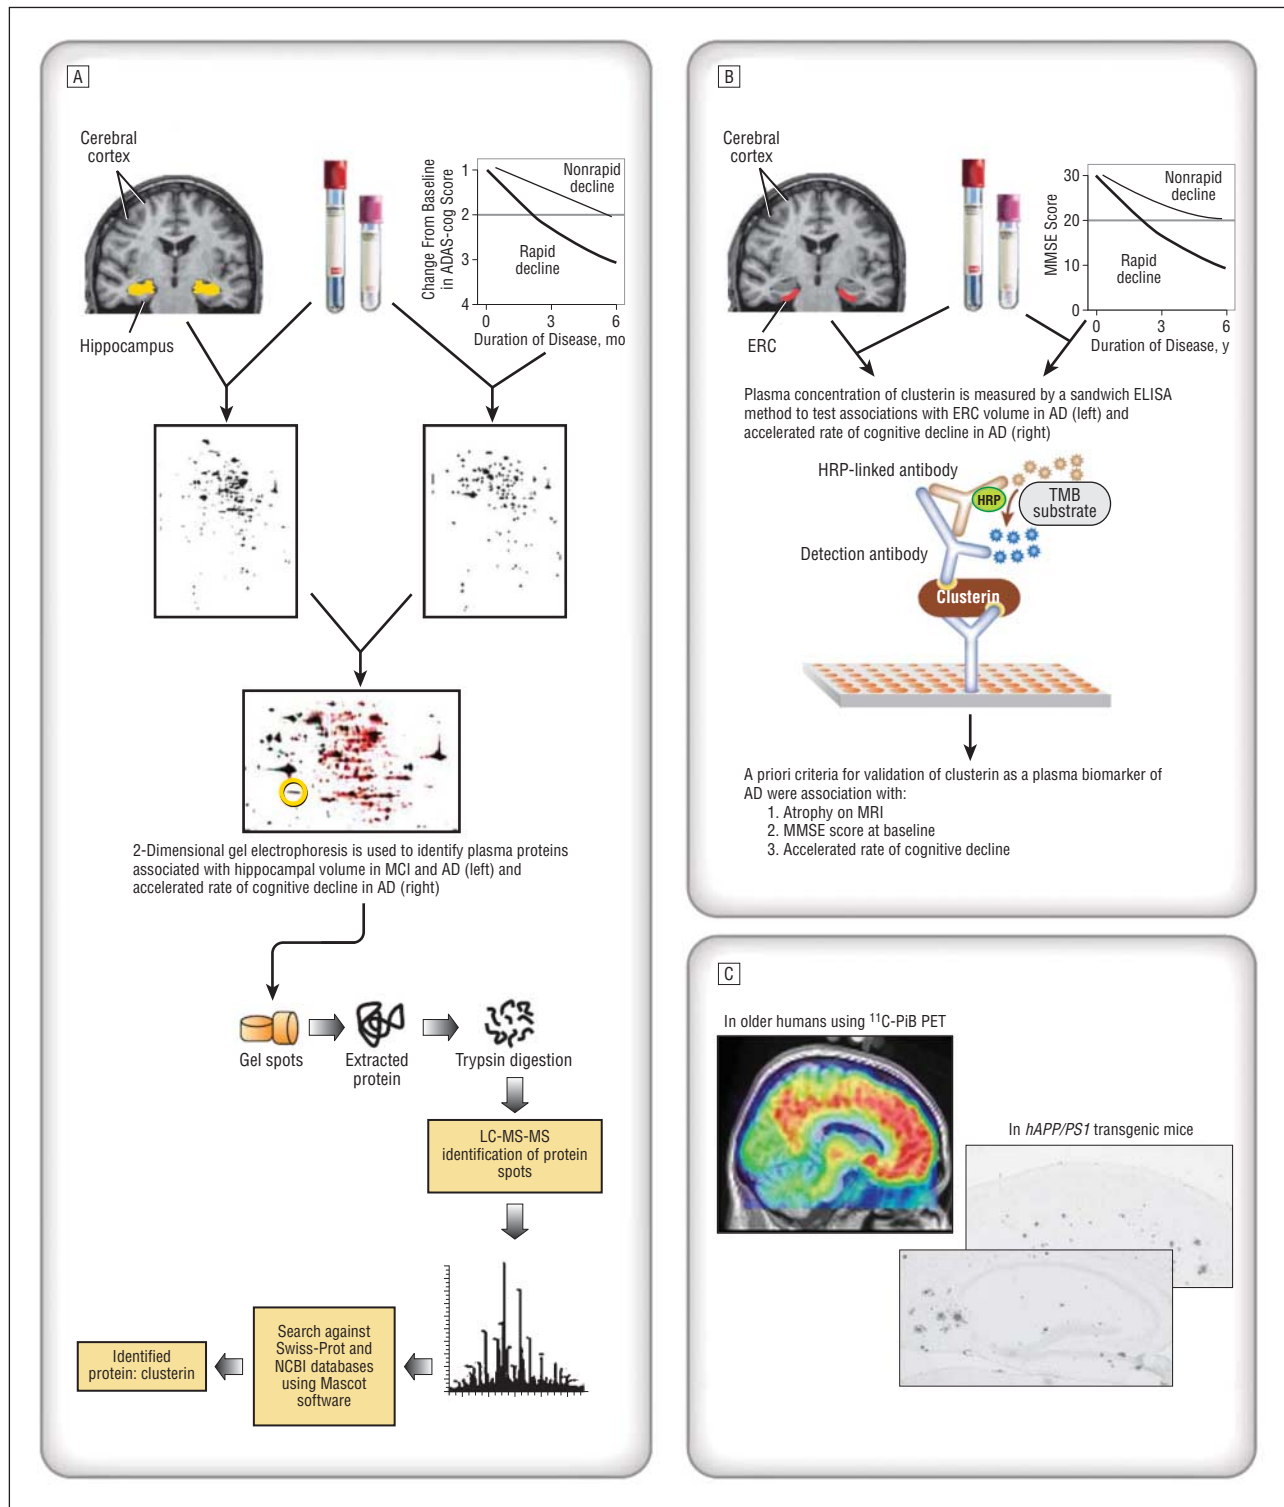 A
Cerebral
cortex
Hippocampus
Change From Baseline
in ADAS-cog Score
1
2
3
4
Nonrapid
decline
Rapid
decline
0
3
6
Duration of Disease, mo
2-Dimensional gel electrophoresis is used to identify plasma proteins
associated with hippocampal volume in MCI and AD (left) and
accelerated rate of cognitive decline in AD (right)
Gel spots
Extracted
protein
Trypsin digestion
LC-MS-MS
identification of protein
spots
Search against
Swiss-Prot and
NCBI databases
using Mascot
software
Identified
protein: clusterin
B
Cerebral
cortex
ERC
MMSE Score
30
20
10
0
Nonrapid
decline
Rapid
decline
0
3
6
Duration of Disease, y
Plasma concentration of clusterin is measured by a sandwich ELISA
method to test associations with ERC volume in AD (left) and
accelerated rate of cognitive decline in AD (right)
HRP-linked antibody
HRP
TMB
substrate
Detection antibody
Clusterin
A priori criteria for validation of clusterin as a plasma biomarker of
AD were association with:
1. Atrophy on MRI
2. MMSE score at baseline
3. Accelerated rate of cognitive decline
C
In older humans using ¹¹C-PiB PET
In hAPP/PS1 transgenic mice